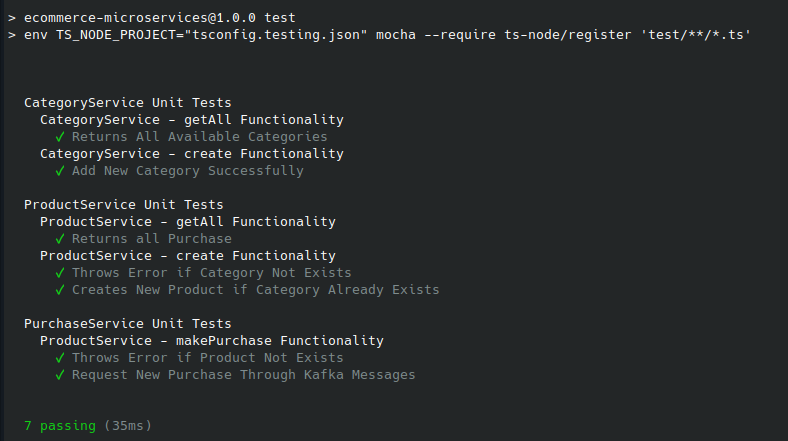 > ecommerce-microservices@1.0.0 test
> env TS_NODE_PROJECT="tsconfig.testing.json" mocha --require ts-node/register 'test/**/*.ts'
CategoryService Unit Tests
CategoryService – getAll Functionality
✓ Returns All Available Categories
CategoryService – create Functionality
✓ Add New Category Successfully
ProductService Unit Tests
ProductService – getAll Functionality
✓ Returns all Purchase
ProductService – create Functionality
✓ Throws Error if Category Not Exists
✓ Creates New Product if Category Already Exists
PurchaseService Unit Tests
ProductService – makePurchase Functionality
✓ Throws Error if Product Not Exists
✓ Request New Purchase Through Kafka Messages
7 passing (35ms)